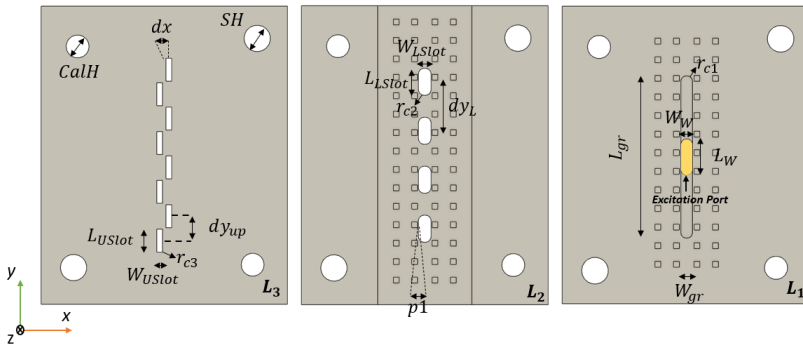 dx
SH
CalH
L_USlot
W_USlot
dy_up
r_c3
L_3
y
x
z
W_LSlot
L_LSlot
r_c2
dy_L
p1
L_2
r_c1
W_W
L_gr
L_W
Excitation Port
W_gr
L_1